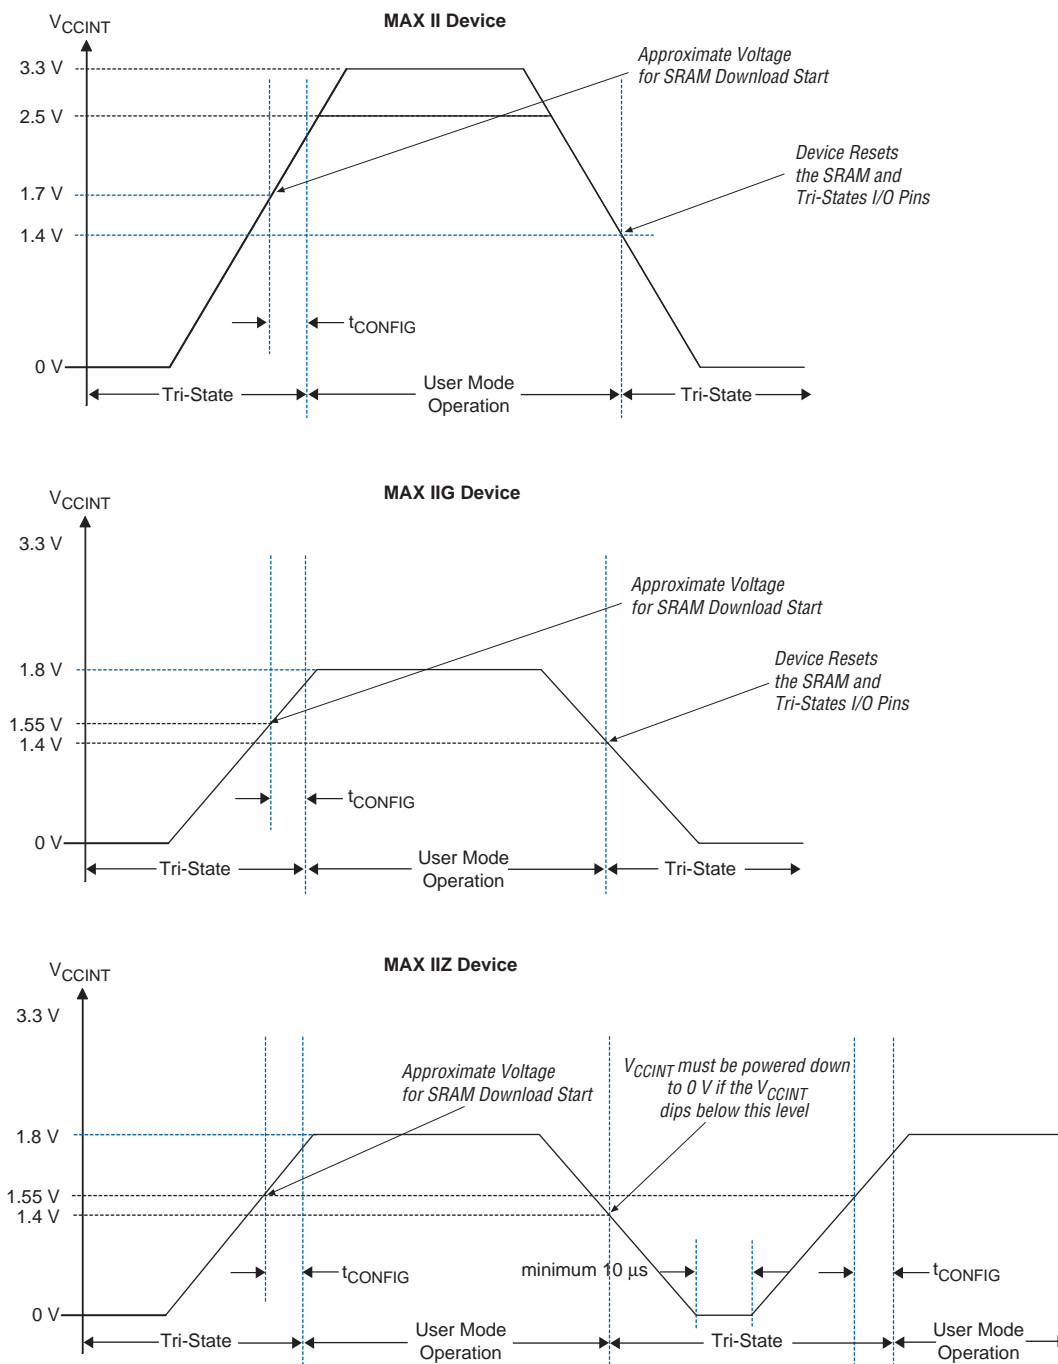 MAX II Device
VCCINT
3.3 V
2.5 V
1.7 V
1.4 V
0 V
Approximate Voltage
for SRAM Download Start
Device Resets
the SRAM and
Tri-States I/O Pins
tCONFIG
Tri-State
User Mode
Operation
Tri-State
MAX IIG Device
VCCINT
3.3 V
1.8 V
1.55 V
1.4 V
0 V
Approximate Voltage
for SRAM Download Start
Device Resets
the SRAM and
Tri-States I/O Pins
tCONFIG
Tri-State
User Mode
Operation
Tri-State
MAX IIZ Device
VCCINT
3.3 V
1.8 V
1.55 V
1.4 V
0 V
Approximate Voltage
for SRAM Download Start
VCCINT must be powered down
to 0 V if the VCCINT
dips below this level
tCONFIG
minimum 10 µs
tCONFIG
Tri-State
User Mode
Operation
Tri-State
User Mode
Operation